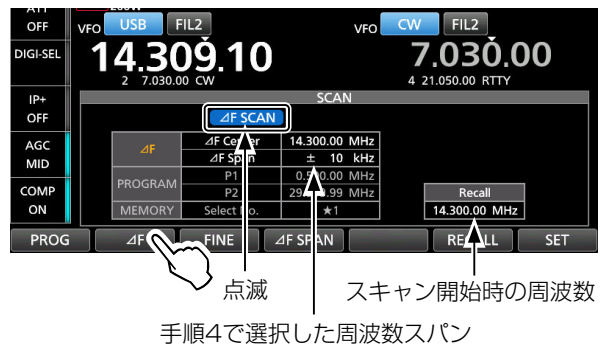 ATT
OFF
VFO USB FIL2
VFO CW FIL2
DIGI-SEL
14.309.10
7.030.00
2 7.030.00 CW
4 21.050.00 RTTY
IP+
OFF
SCAN
⊿F SCAN
AGC
MID
⊿F
⊿F Center 14.300.00 MHz
⊿F Span ± 10 kHz
PROGRAM
P1 0.500.00 MHz
P2 MHz
COMP
ON
MEMORY Select No. ★1
Recall
14.300.00 MHz
PROG ⊿F FINE ⊿F SPAN RECALL SET
点滅
スキャン開始時の周波数
手順4で選択した周波数スパン